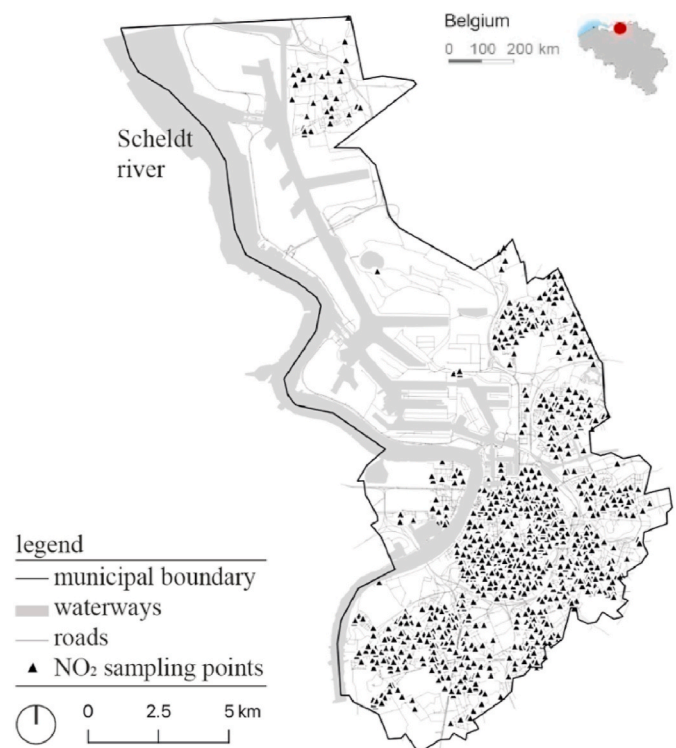 Belgium
0 100 200 km
Scheldt
river
legend
municipal boundary
waterways
roads
NO₂ sampling points
0 2.5 5 km